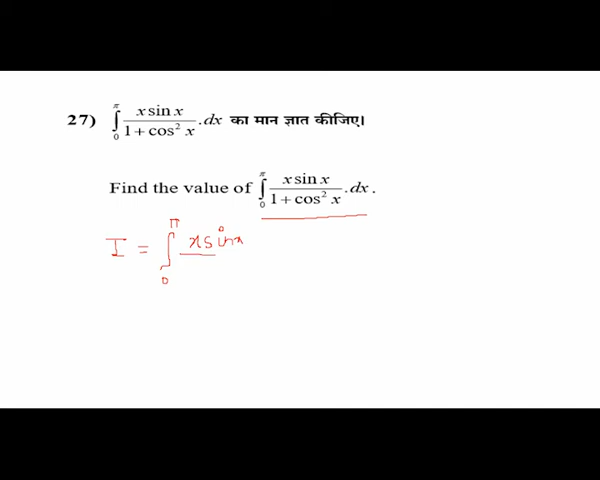 27) ∫₀^π x sin x / 1 + cos² x .dx का मान ज्ञात कीजिए।
Find the value of ∫₀^π x sin x / 1 + cos² x .dx .
I = ∫₀^π x sin x